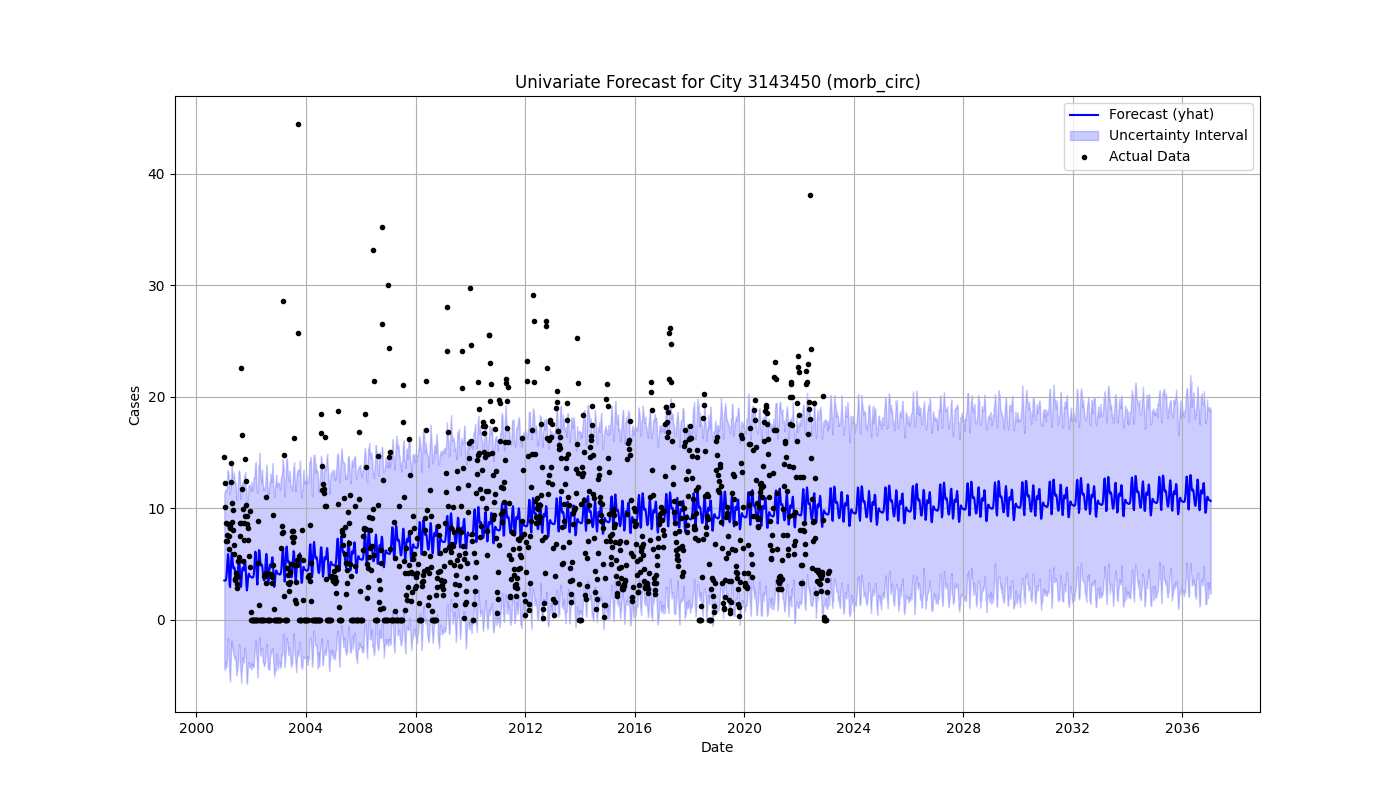 Univariate Forecast for City 3143450 (morb_circ)
Forecast (yhat)
Uncertainty Interval
Actual Data
Cases
40
30
20
10
0
2000 2004 2008 2012 2016 2020 2024 2028 2032 2036
Date